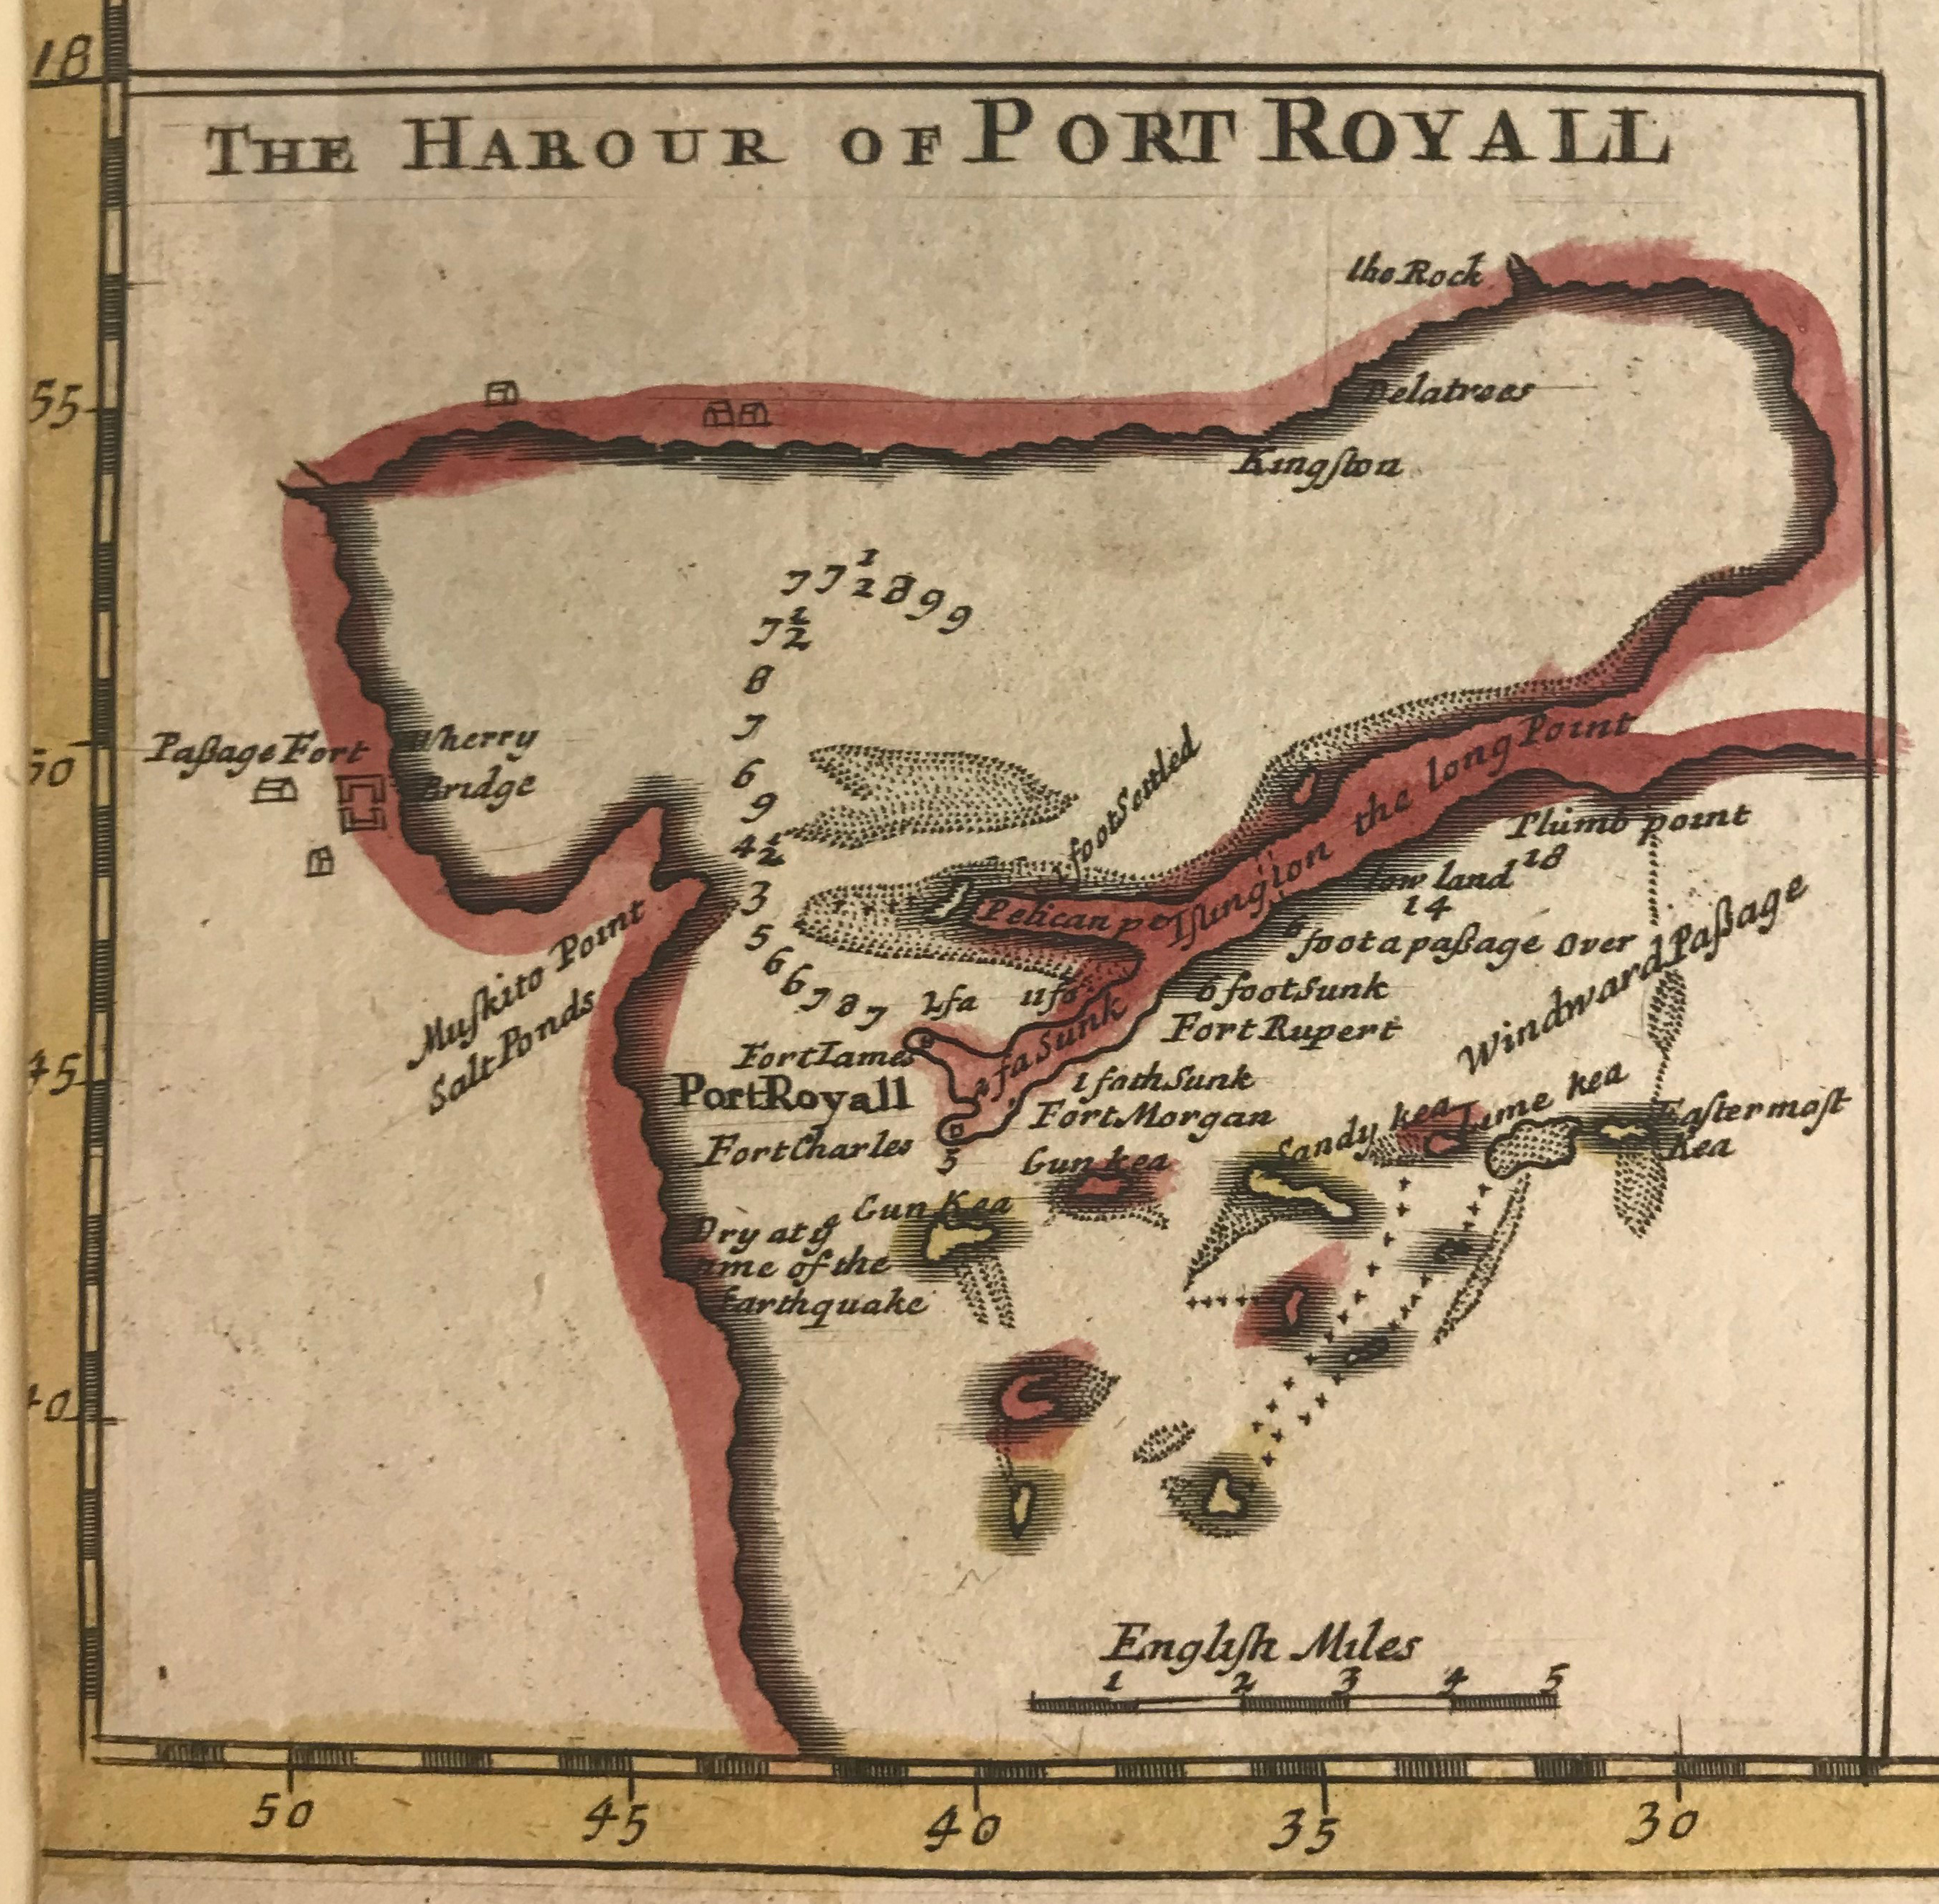 18
THE HAROUR OF PORT ROYALL
the Rock
55
Delatrees
Kingſton
7 7 1/2 8 9 9
7 1/2
8
7
6
9
4 1/2
3
5
6
6
7
8
7
50
Paſsage Fort
Wherry
Bridge
foot Settled
the long Point
Plumb point
18
low land
14
6
foot a paſsage over
Windward Paſsage
Pelican po
Muſkito Point
Salt Ponds
2 fa
11 fa
2 fa Sunk
6 foot Sunk
Fort Rupert
45
Fort Iames
Port Royall
Fort Charles
5
1 fath Sunk
Fort Morgan
Gun kea
Sandy kea
Lime kea
Eaſtermoſt
Kea
Gun Kea
Dry at ye
time of the
Earthquake
40
Engliſh Miles
1 2 3 4 5
50 45 40 35 30